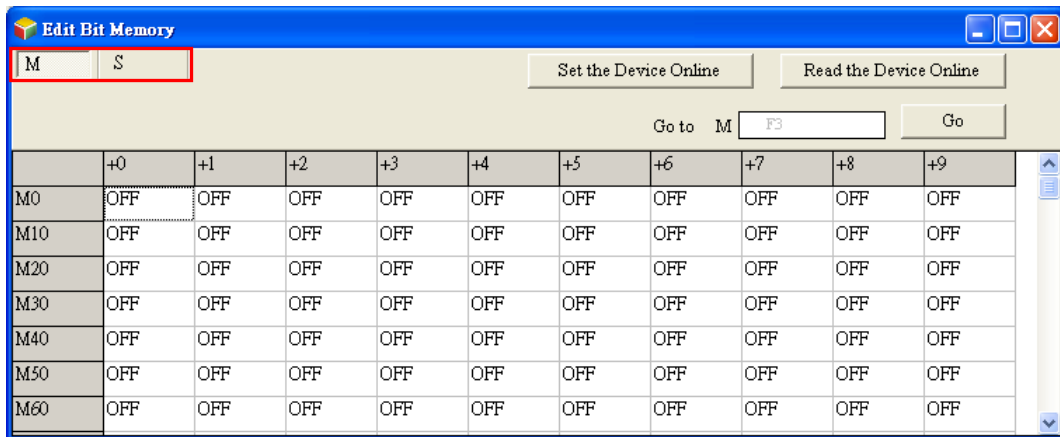 Edit Bit Memory
M S Set the Device Online Read the Device Online
Go to M F3 Go
+0 +1 +2 +3 +4 +5 +6 +7 +8 +9
M0 OFF OFF OFF OFF OFF OFF OFF OFF OFF OFF
M10 OFF OFF OFF OFF OFF OFF OFF OFF OFF OFF
M20 OFF OFF OFF OFF OFF OFF OFF OFF OFF OFF
M30 OFF OFF OFF OFF OFF OFF OFF OFF OFF OFF
M40 OFF OFF OFF OFF OFF OFF OFF OFF OFF OFF
M50 OFF OFF OFF OFF OFF OFF OFF OFF OFF OFF
M60 OFF OFF OFF OFF OFF OFF OFF OFF OFF OFF